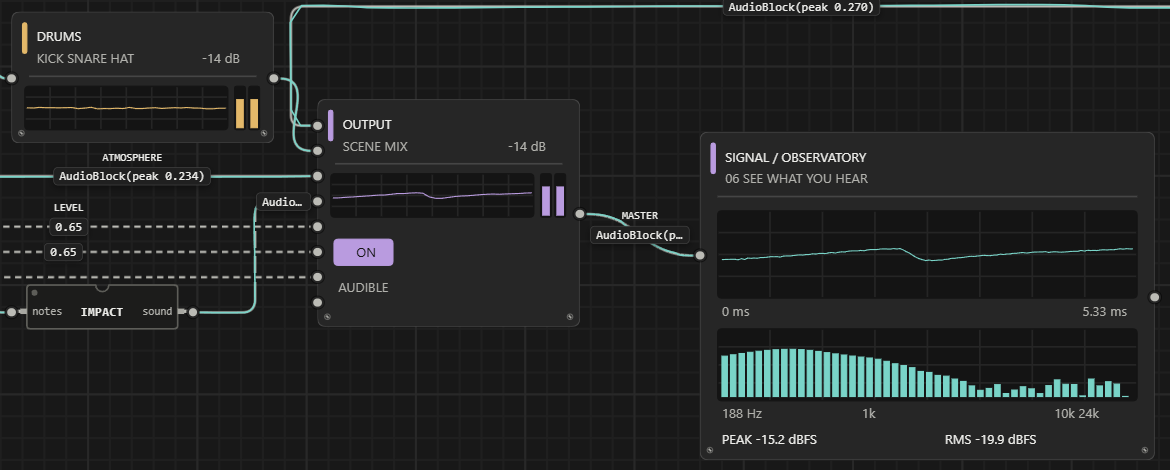 AudioBlock(peak 0.270)
DRUMS
KICK SNARE HAT -14 dB
ATMOSPHERE
AudioBlock(peak 0.234)
LEVEL
0.65
0.65
Audio…
notes IMPACT sound
OUTPUT
SCENE MIX -14 dB
ON
AUDIBLE
MASTER
AudioBlock(p…
SIGNAL / OBSERVATORY
06 SEE WHAT YOU HEAR
0 ms 5.33 ms
188 Hz 1k 10k 24k
PEAK -15.2 dBFS RMS -19.9 dBFS